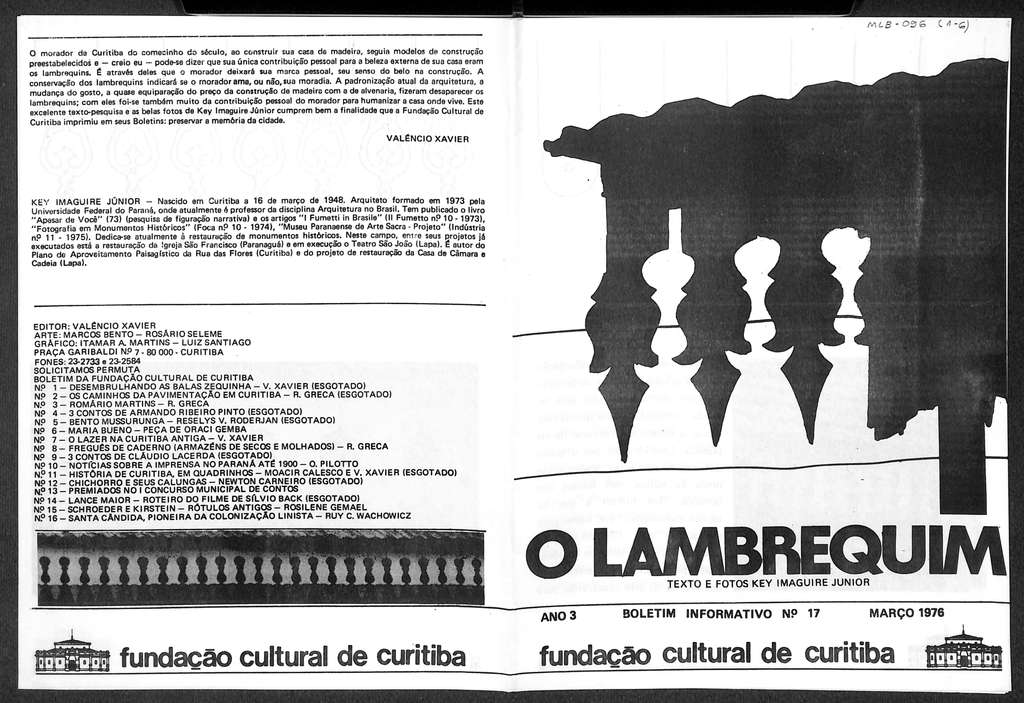 O morador da Curitiba do comecinho do século, ao construir sua casa de madeira, seguia modelos de construção
preestabelecidos e — creio eu — pode-se dizer que sua única contribuição pessoal para a beleza externa de sua casa eram
os lambrequins. É através deles que o morador deixará sua marca pessoal, seu senso do belo na construção. A
conservação dos lambrequins indicará se o morador ama, ou não, sua moradia. A padronização atual da arquitetura, a
mudança do gosto, a quase equiparação do preço da construção de madeira com a de alvenaria, fizeram desaparecer os
lambrequins; com eles foi-se também muito da contribuição pessoal do morador para humanizar a casa onde vive. Este
excelente texto-pesquisa e as belas fotos de Key Imaguire Júnior cumprem bem a finalidade que a Fundação Cultural de
Curitiba imprimiu em seus Boletins: preservar a memória da cidade.
VALÊNCIO XAVIER
KEY IMAGUIRE JÚNIOR — Nascido em Curitiba a 16 de março de 1948. Arquiteto formado em 1973 pela
Universidade Federal do Paraná, onde atualmente é professor da disciplina Arquitetura no Brasil. Tem publicado o livro
"Apesar de Você" (73) (pesquisa de figuração narrativa) e os artigos "I Fumetti in Brasile" (Il Fumetto nº 10 - 1973),
"Fotografia em Monumentos Históricos" (Foca nº 10 - 1974), "Museu Paranaense de Arte Sacra - Projeto" (Indústria
nº 11 - 1975). Dedica-se atualmente à restauração de monumentos históricos. Neste campo, entre seus projetos já
executados está a restauração da Igreja São Francisco (Paranaguá) e em execução o Teatro São João (Lapa). É autor do
Plano de Aproveitamento Paisagístico da Rua das Flores (Curitiba) e do projeto de restauração da Casa de Câmara e
Cadeia (Lapa).
EDITOR: VALÊNCIO XAVIER
ARTE: MARCOS BENTO — ROSÁRIO SELEME
GRÁFICO: ITAMAR A. MARTINS — LUIZ SANTIAGO
PRAÇA GARIBALDI Nº 7 - 80 000 - CURITIBA
FONES: 23-2733 e 23-2584
SOLICITAMOS PERMUTA
BOLETIM DA FUNDAÇÃO CULTURAL DE CURITIBA
Nº 1 — DESEMBRULHANDO AS BALAS ZEQUINHA — V. XAVIER (ESGOTADO)
Nº 2 — OS CAMINHOS DA PAVIMENTAÇÃO EM CURITIBA — R. GRECA (ESGOTADO)
Nº 3 — ROMÁRIO MARTINS — R. GRECA
Nº 4 — 3 CONTOS DE ARMANDO RIBEIRO PINTO (ESGOTADO)
Nº 5 — BENTO MUSSURUNGA — RESELYS V. RODERJAN (ESGOTADO)
Nº 6 — MARIA BUENO — PEÇA DE ORACI GEMBA
Nº 7 — O LAZER NA CURITIBA ANTIGA — V. XAVIER
Nº 8 — FREGUÊS DE CADERNO (ARMAZÉNS DE SECOS E MOLHADOS) — R. GRECA
Nº 9 — 3 CONTOS DE CLÁUDIO LACERDA (ESGOTADO)
Nº 10 — NOTÍCIAS SOBRE A IMPRENSA NO PARANÁ ATÉ 1900 — O. PILOTTO
Nº 11 — HISTÓRIA DE CURITIBA, EM QUADRINHOS — MOACIR CALESCO E V. XAVIER (ESGOTADO)
Nº 12 — CHICHORRO E SEUS CALUNGAS — NEWTON CARNEIRO (ESGOTADO)
Nº 13 — PREMIADOS NO I CONCURSO MUNICIPAL DE CONTOS
Nº 14 — LANCE MAIOR — ROTEIRO DO FILME DE SÍLVIO BACK (ESGOTADO)
Nº 15 — SCHROEDER E KIRSTEIN — RÓTULOS ANTIGOS — ROSILENE GEMAEL
Nº 16 — SANTA CÂNDIDA, PIONEIRA DA COLONIZAÇÃO LINISTA — RUY C. WACHOWICZ
fundação cultural de curitiba
MLB-096 (1-6)
O LAMBREQUIM
TEXTO E FOTOS KEY IMAGUIRE JUNIOR
ANO 3 BOLETIM INFORMATIVO Nº 17 MARÇO 1976
fundação cultural de curitiba